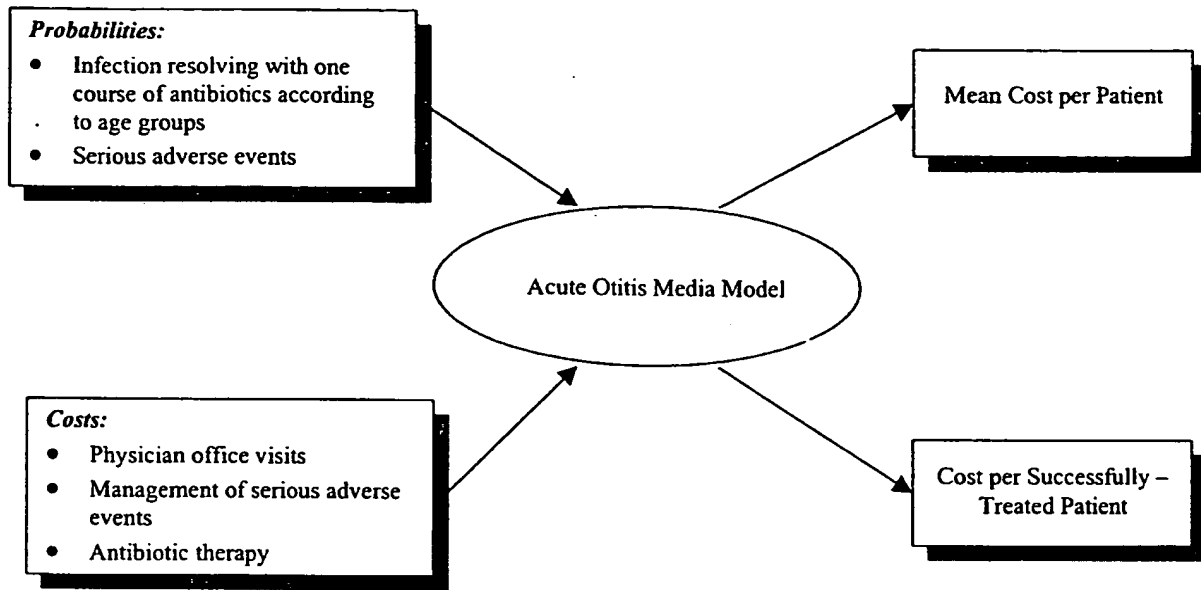 Probabilities:
● Infection resolving with one
course of antibiotics according
to age groups
● Serious adverse events
Mean Cost per Patient
Acute Otitis Media Model
Costs:
● Physician office visits
● Management of serious adverse
events
● Antibiotic therapy
Cost per Successfully –
Treated Patient